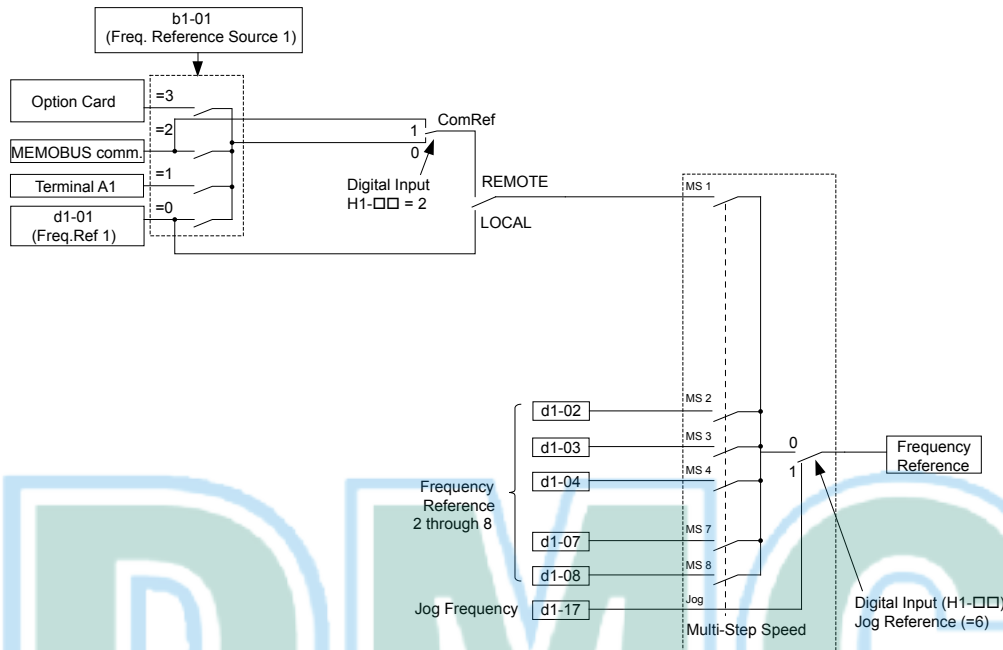 b1-01
(Freq. Reference Source 1)
Option Card
=3
=2
MEMOBUS comm.
Terminal A1
=1
d1-01
(Freq.Ref 1)
=0
1
0
ComRef
Digital Input
H1-□□ = 2
REMOTE
LOCAL
MS 1
Frequency
Reference
2 through 8
d1-02
MS 2
d1-03
MS 3
d1-04
MS 4
d1-07
MS 7
d1-08
MS 8
Jog Frequency
d1-17
Jog
Multi-Step Speed
0
1
Frequency
Reference
Digital Input (H1-□□)
Jog Reference (=6)
DMC